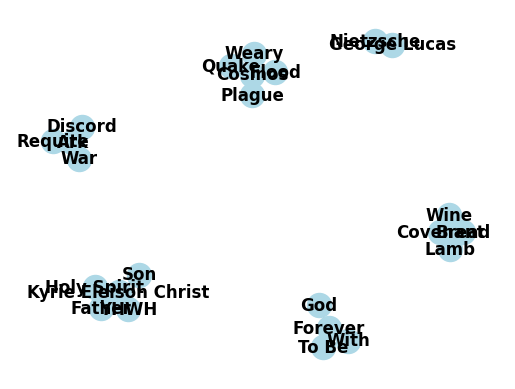 Nietzsche
George Lucas
Weary
Quake
Flood
Cosmos
Plague
Discord
Ark
War
Wine
Covenant
Bread
Lamb
Son
Holy Spirit
Kyrie Eleison
Christ
Father
YHWH
God
Forever
With
To Be